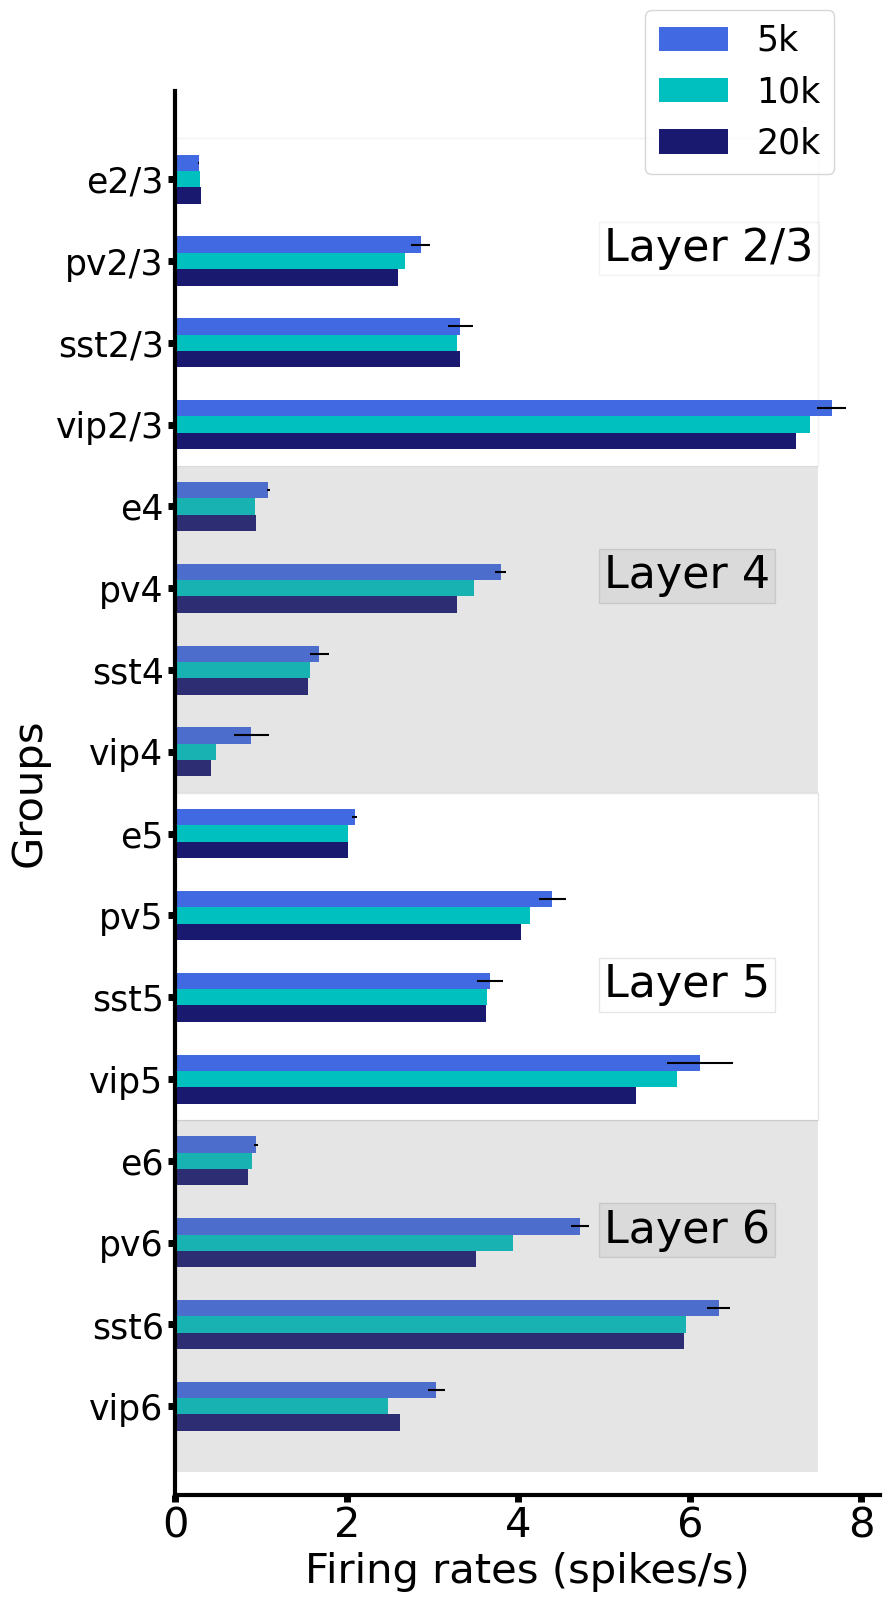 5k
10k
20k
e2/3
pv2/3
Layer 2/3
sst2/3
vip2/3
e4
pv4
Layer 4
sst4
vip4
Groups
e5
pv5
sst5
Layer 5
vip5
e6
pv6
Layer 6
sst6
vip6
0 2 4 6 8
Firing rates (spikes/s)